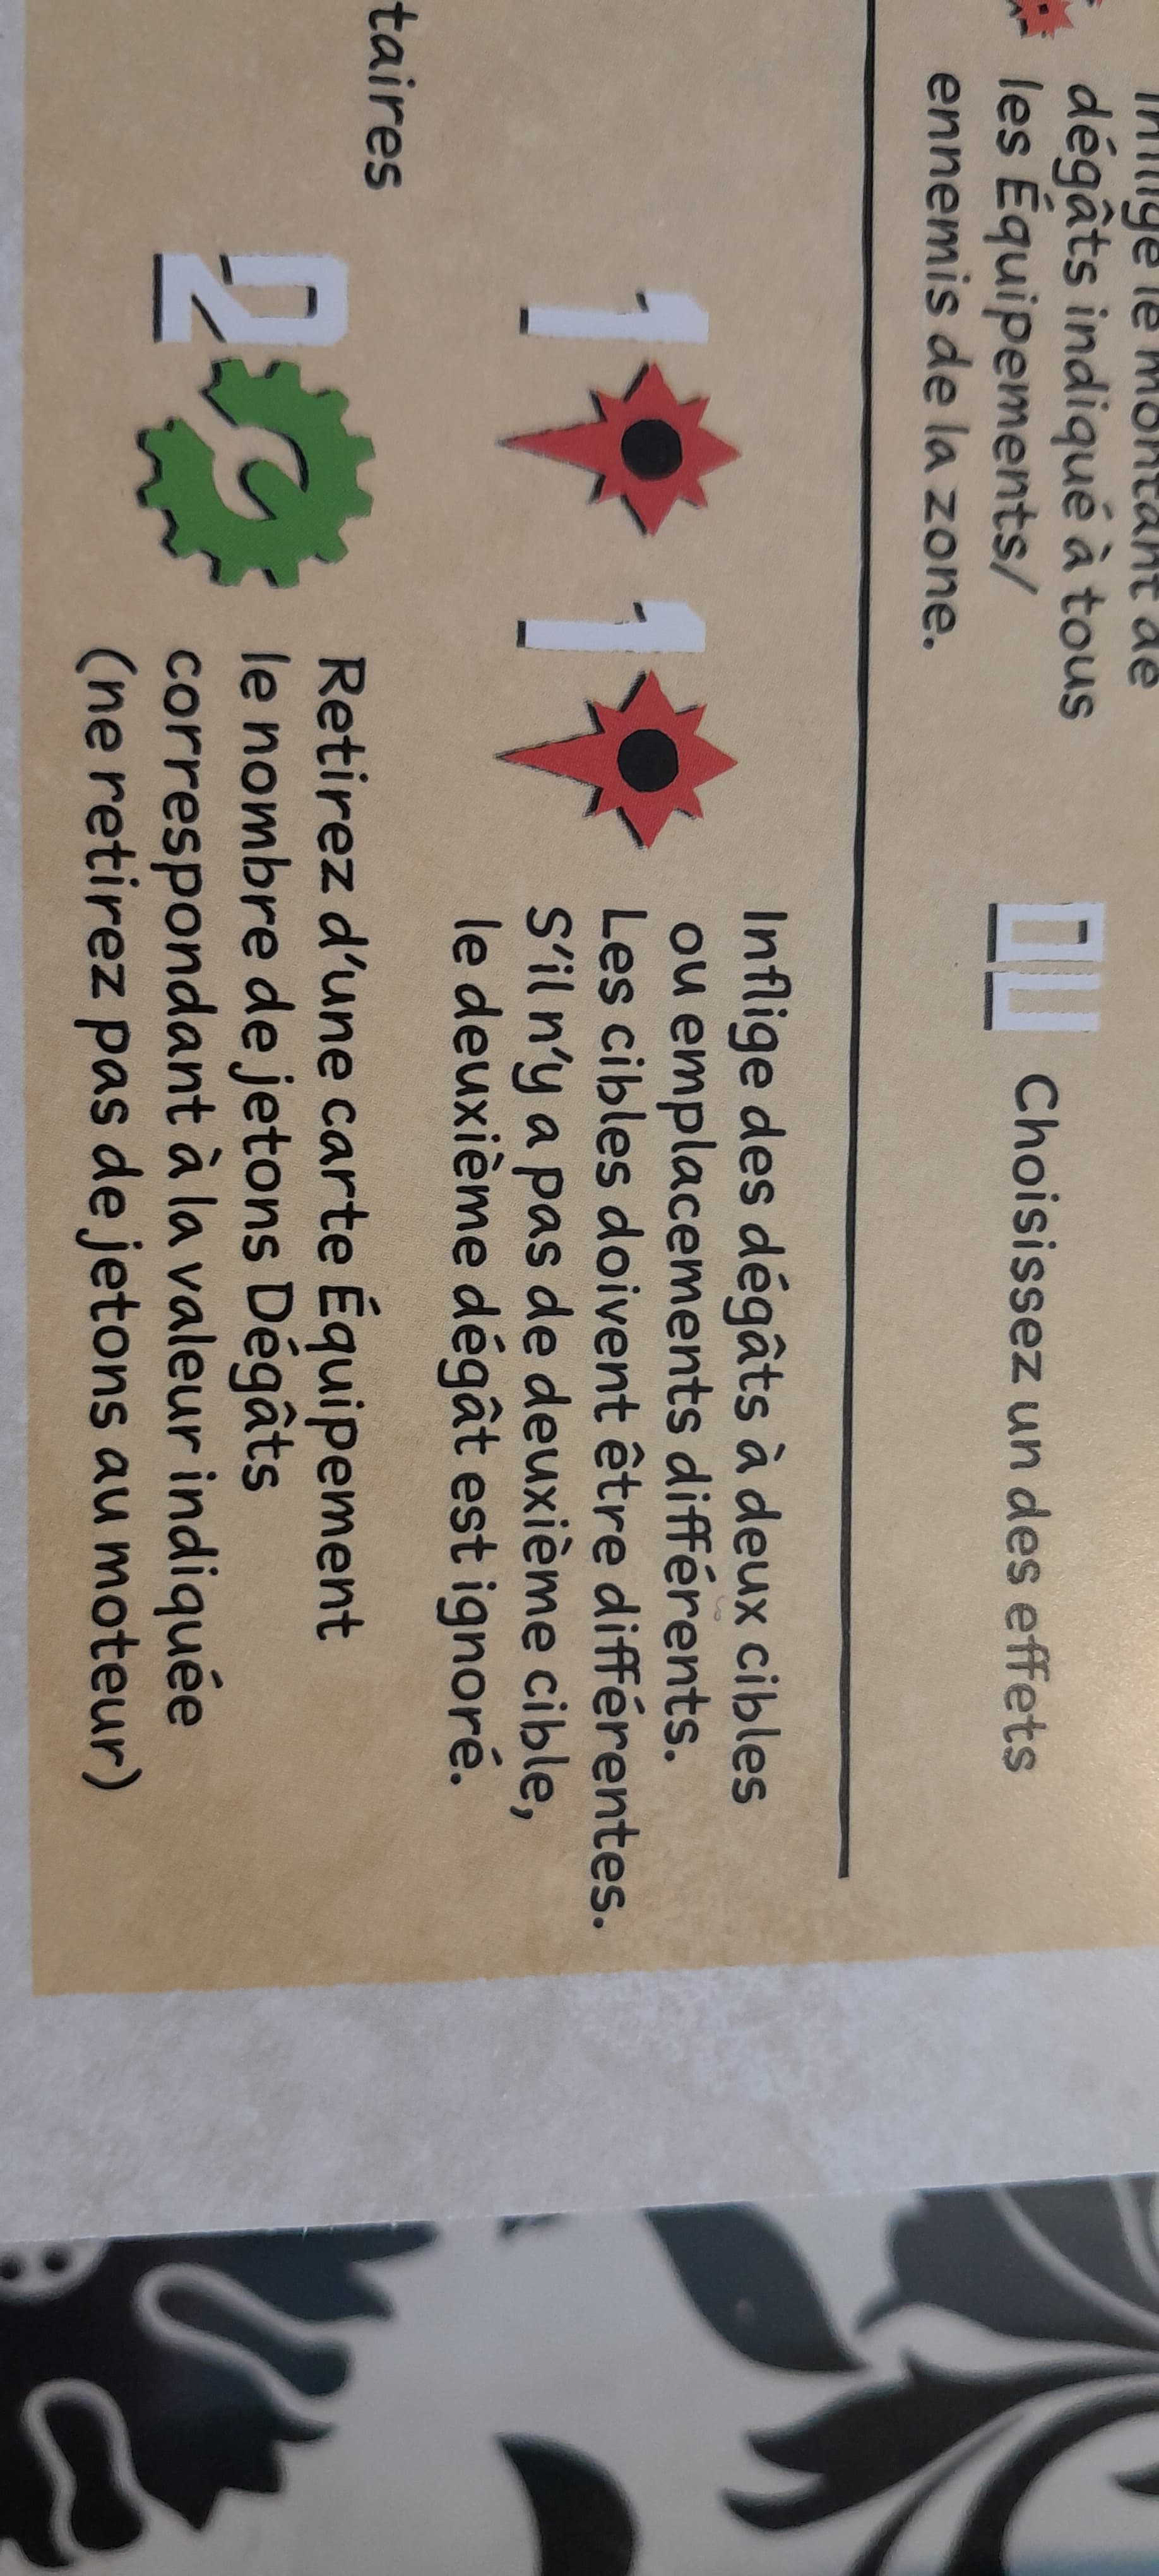 dégâts indiqué à tous
les Équipements/
ennemis de la zone.
OU Choisissez un des effets
1 1
Inflige des dégâts à deux cibles
ou emplacements différents.
Les cibles doivent être différentes.
S'il n'y a pas de deuxième cible,
le deuxième dégât est ignoré.
taires
2
Retirez d'une carte Équipement
le nombre de jetons Dégâts
correspondant à la valeur indiquée
(ne retirez pas de jetons au moteur)